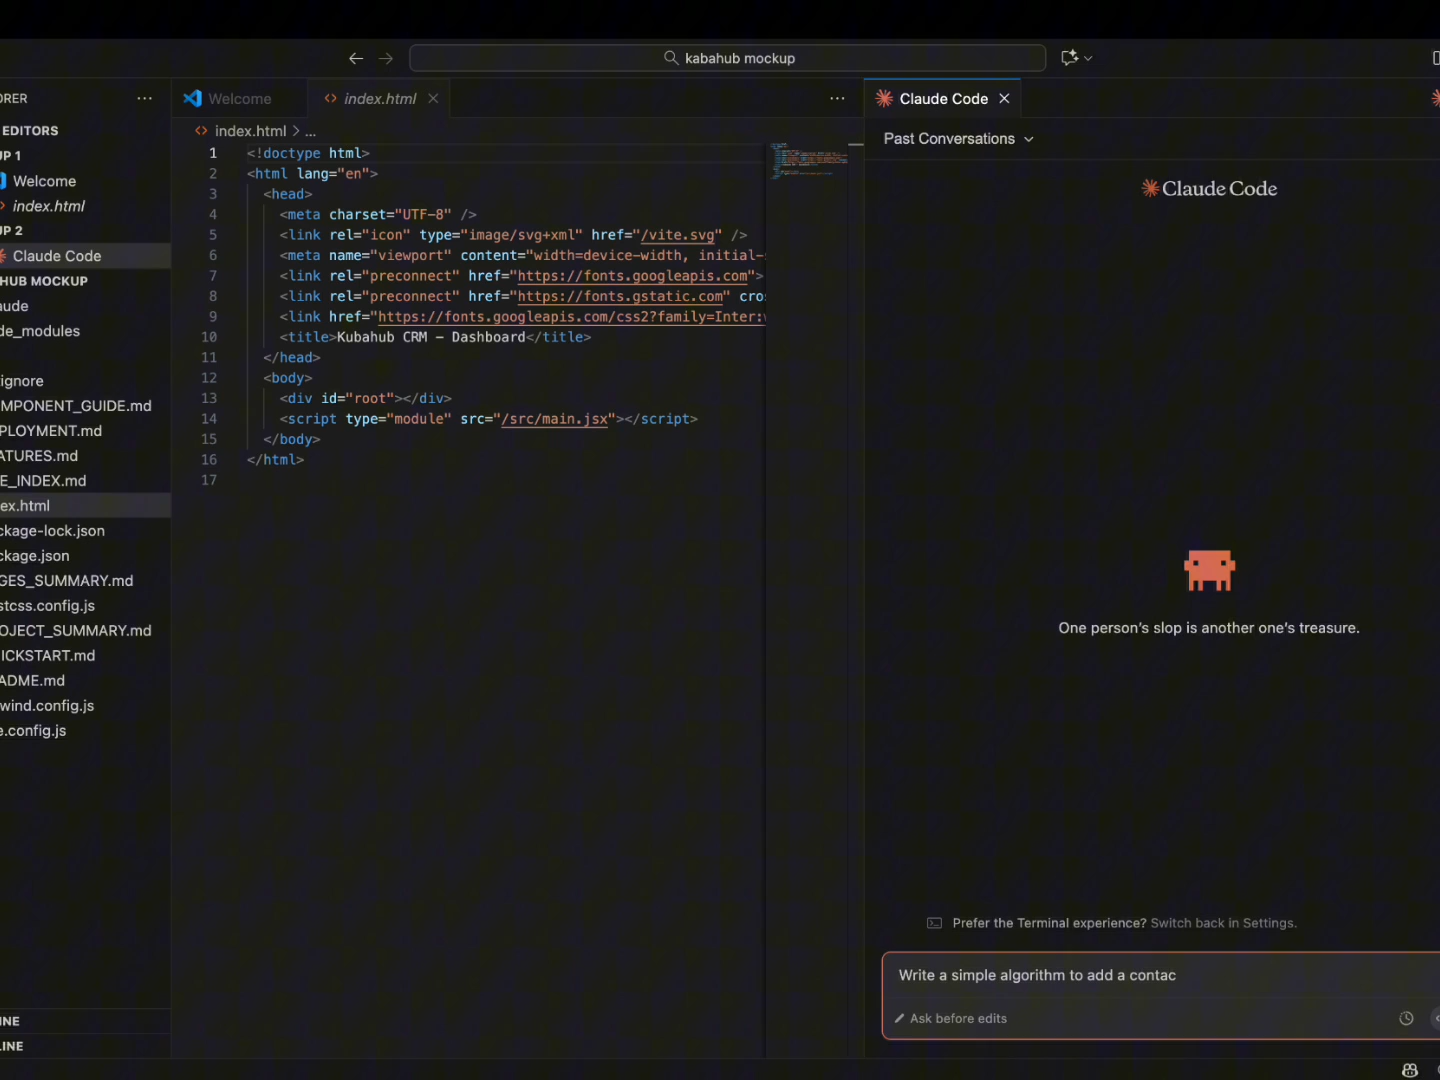 kabahub mockup
ORER
EDITORS
UP 1
Welcome
index.html
UP 2
Claude Code
HUB MOCKUP
aude
de_modules
ignore
MPONENT_GUIDE.md
PLOYMENT.md
ATURES.md
E_INDEX.md
ex.html
ckage-lock.json
ckage.json
GES_SUMMARY.md
stcss.config.js
OJECT_SUMMARY.md
ICKSTART.md
ADME.md
wind.config.js
e.config.js
INE
LINE
Welcome
index.html
index.html > ...
1 <!doctype html>
2 <html lang="en">
3 <head>
4 <meta charset="UTF-8" />
5 <link rel="icon" type="image/svg+xml" href="/vite.svg" />
6 <meta name="viewport" content="width=device-width, initial-s
7 <link rel="preconnect" href="https://fonts.googleapis.com">
8 <link rel="preconnect" href="https://fonts.gstatic.com" cros
9 <link href="https://fonts.googleapis.com/css2?family=Inter:w
10 <title>Kubahub CRM – Dashboard</title>
11 </head>
12 <body>
13 <div id="root"></div>
14 <script type="module" src="/src/main.jsx"></script>
15 </body>
16 </html>
17
Claude Code
Past Conversations
Claude Code
One person's slop is another one's treasure.
Prefer the Terminal experience? Switch back in Settings.
Write a simple algorithm to add a contac
Ask before edits